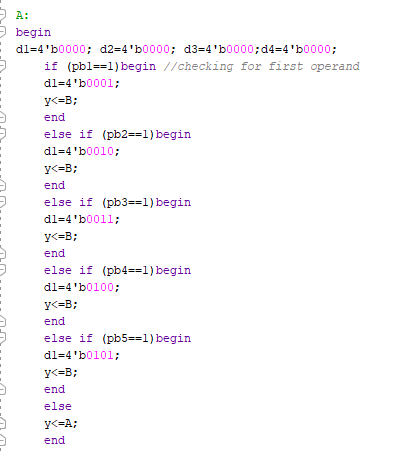 A:
begin
d1=4'b0000; d2=4'b0000; d3=4'b0000;d4=4'b0000;
if (pb1==1)begin //checking for first operand
d1=4'b0001;
y<=B;
end
else if (pb2==1)begin
d1=4'b0010;
y<=B;
end
else if (pb3==1)begin
d1=4'b0011;
y<=B;
end
else if (pb4==1)begin
d1=4'b0100;
y<=B;
end
else if (pb5==1)begin
d1=4'b0101;
y<=B;
end
else
y<=A;
end